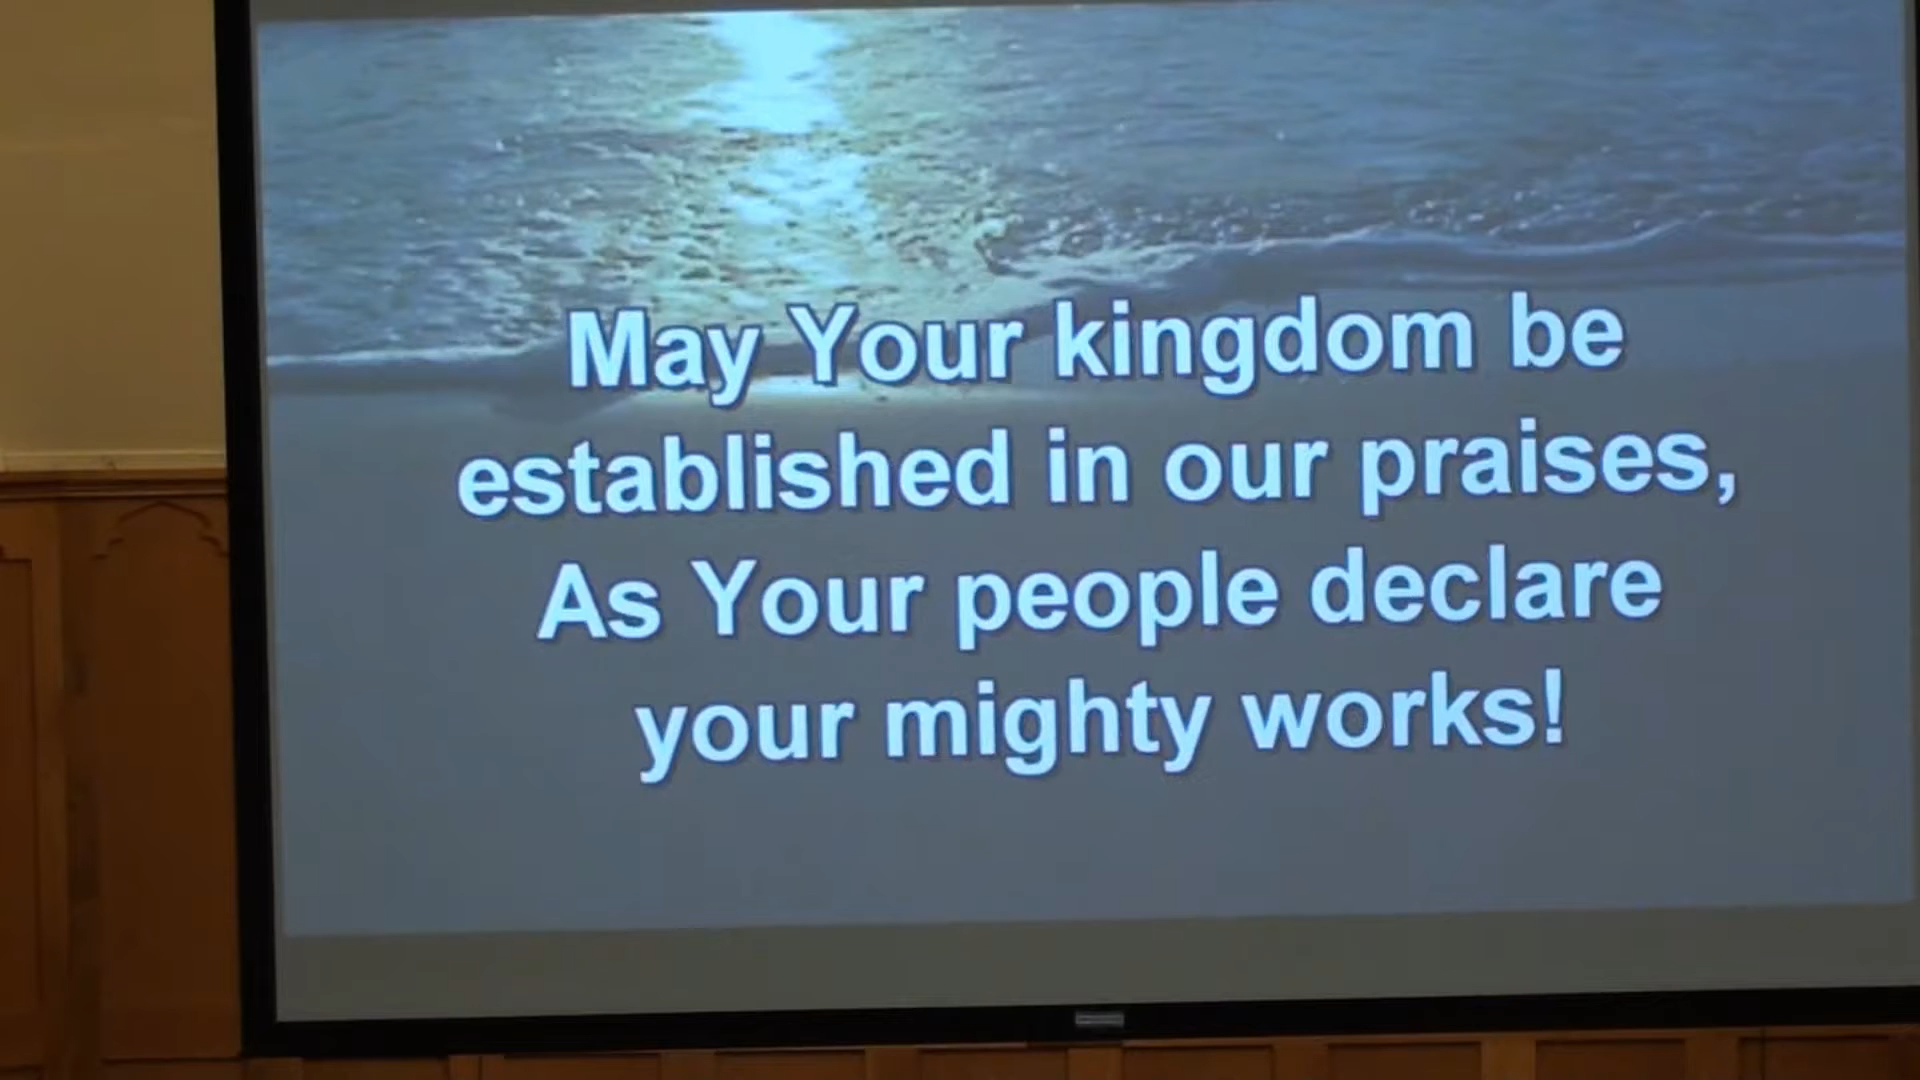 May Your kingdom be
established in our praises,
As Your people declare
your mighty works!